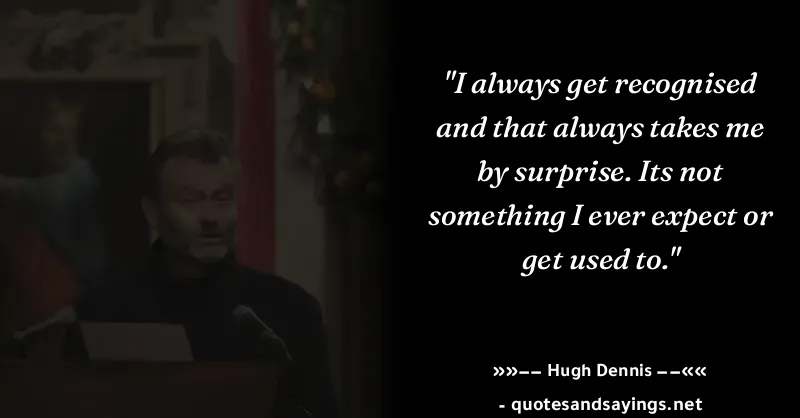 "I always get recognised
and that always takes me
by surprise. Its not
something I ever expect or
get used to."
»»−− Hugh Dennis −−««
- quotesandsayings.net